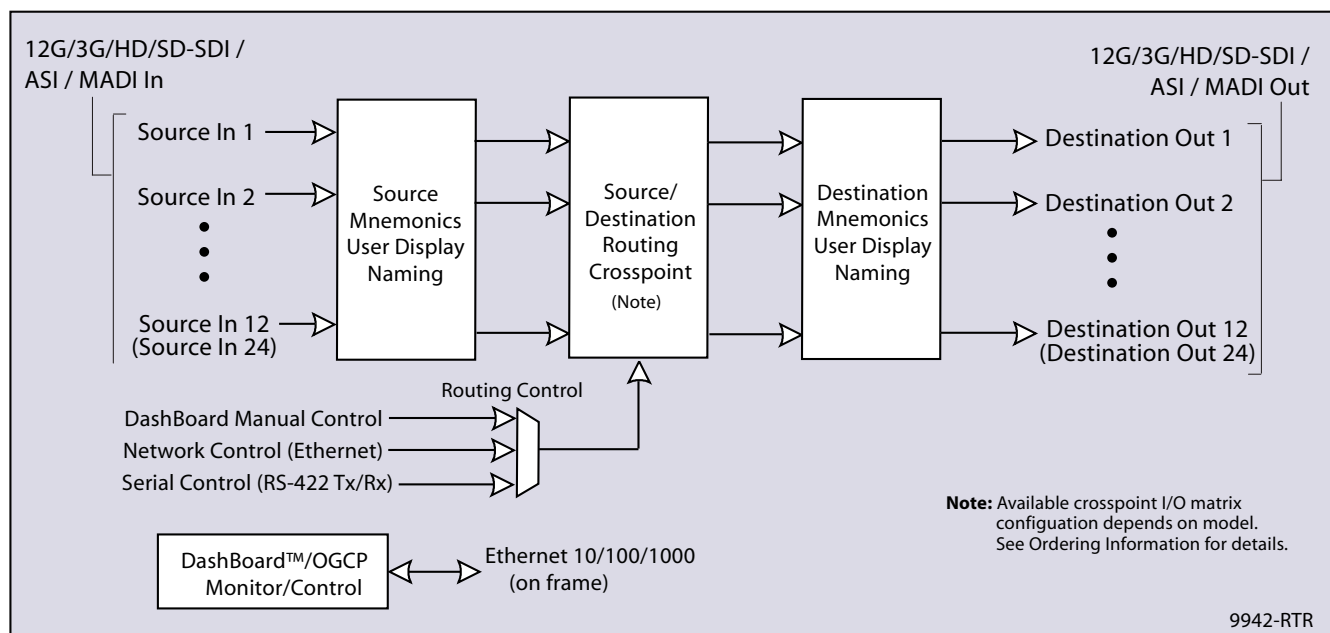 12G/3G/HD/SD-SDI /
ASI / MADI In
12G/3G/HD/SD-SDI /
ASI / MADI Out
Source In 1
Source In 2
Source In 12
(Source In 24)
Source
Mnemonics
User Display
Naming
Source/
Destination
Routing
Crosspoint
(Note)
Destination
Mnemonics
User Display
Naming
Destination Out 1
Destination Out 2
Destination Out 12
(Destination Out 24)
Routing Control
DashBoard Manual Control
Network Control (Ethernet)
Serial Control (RS-422 Tx/Rx)
Note: Available crosspoint I/O matrix
configuation depends on model.
See Ordering Information for details.
DashBoard™/OGCP
Monitor/Control
Ethernet 10/100/1000
(on frame)
9942-RTR